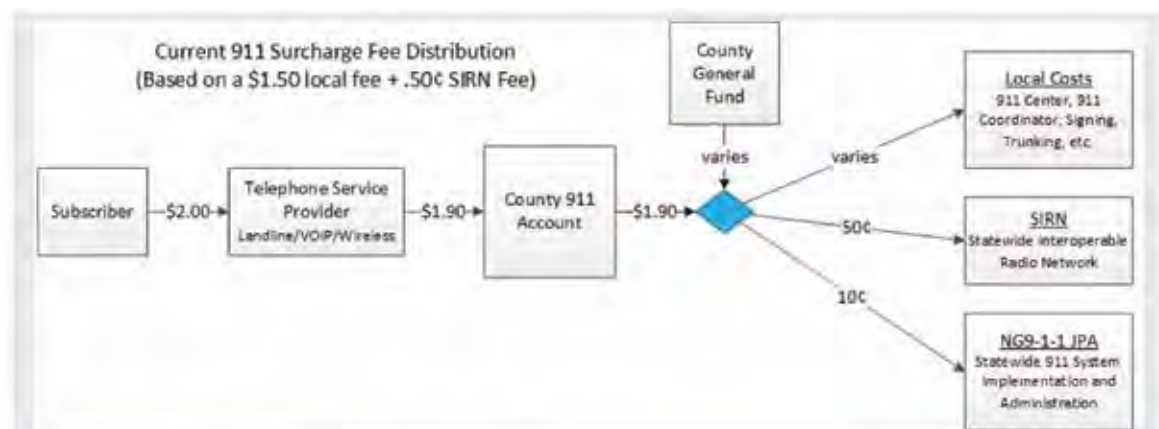 Current 911 Surcharge Fee Distribution
(Based on a $1.50 local fee + .50¢ SIRN Fee)
County
General
Fund
Local Costs
911 Center, 911
Coordinator, Signing,
Trunking, etc
varies
varies
Subscriber
$2.00
Telephone Service
Provider
Landline/VOIP/Wireless
$1.90
County 911
Account
$1.90
50¢
SIRN
Statewide Interoperable
Radio Network
10¢
NG9-1-1 JPA
Statewide 911 System
Implementation and
Administration